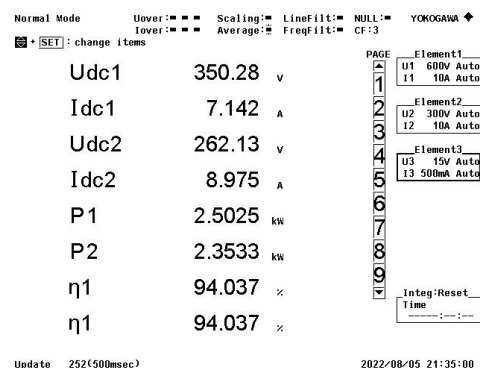 Normal Mode Uover: Scaling: LineFilt: NULL: YOKOGAWA
Iover: Average: FreqFilt: CF:3
+ SET : change items
PAGE
Udc1 350.28 V
Idc1 7.142 A
Udc2 262.13 V
Idc2 8.975 A
P1 2.5025 kW
P2 2.3533 kW
η1 94.037 %
η1 94.037 %
1
2
3
4
5
6
7
8
9
Element1
U1 600V Auto
I1 10A Auto
Element2
U2 300V Auto
I2 10A Auto
Element3
U3 15V Auto
I3 500mA Auto
Integ:Reset
Time
-----:--:--
Update 252(500msec) 2022/08/05 21:35:00